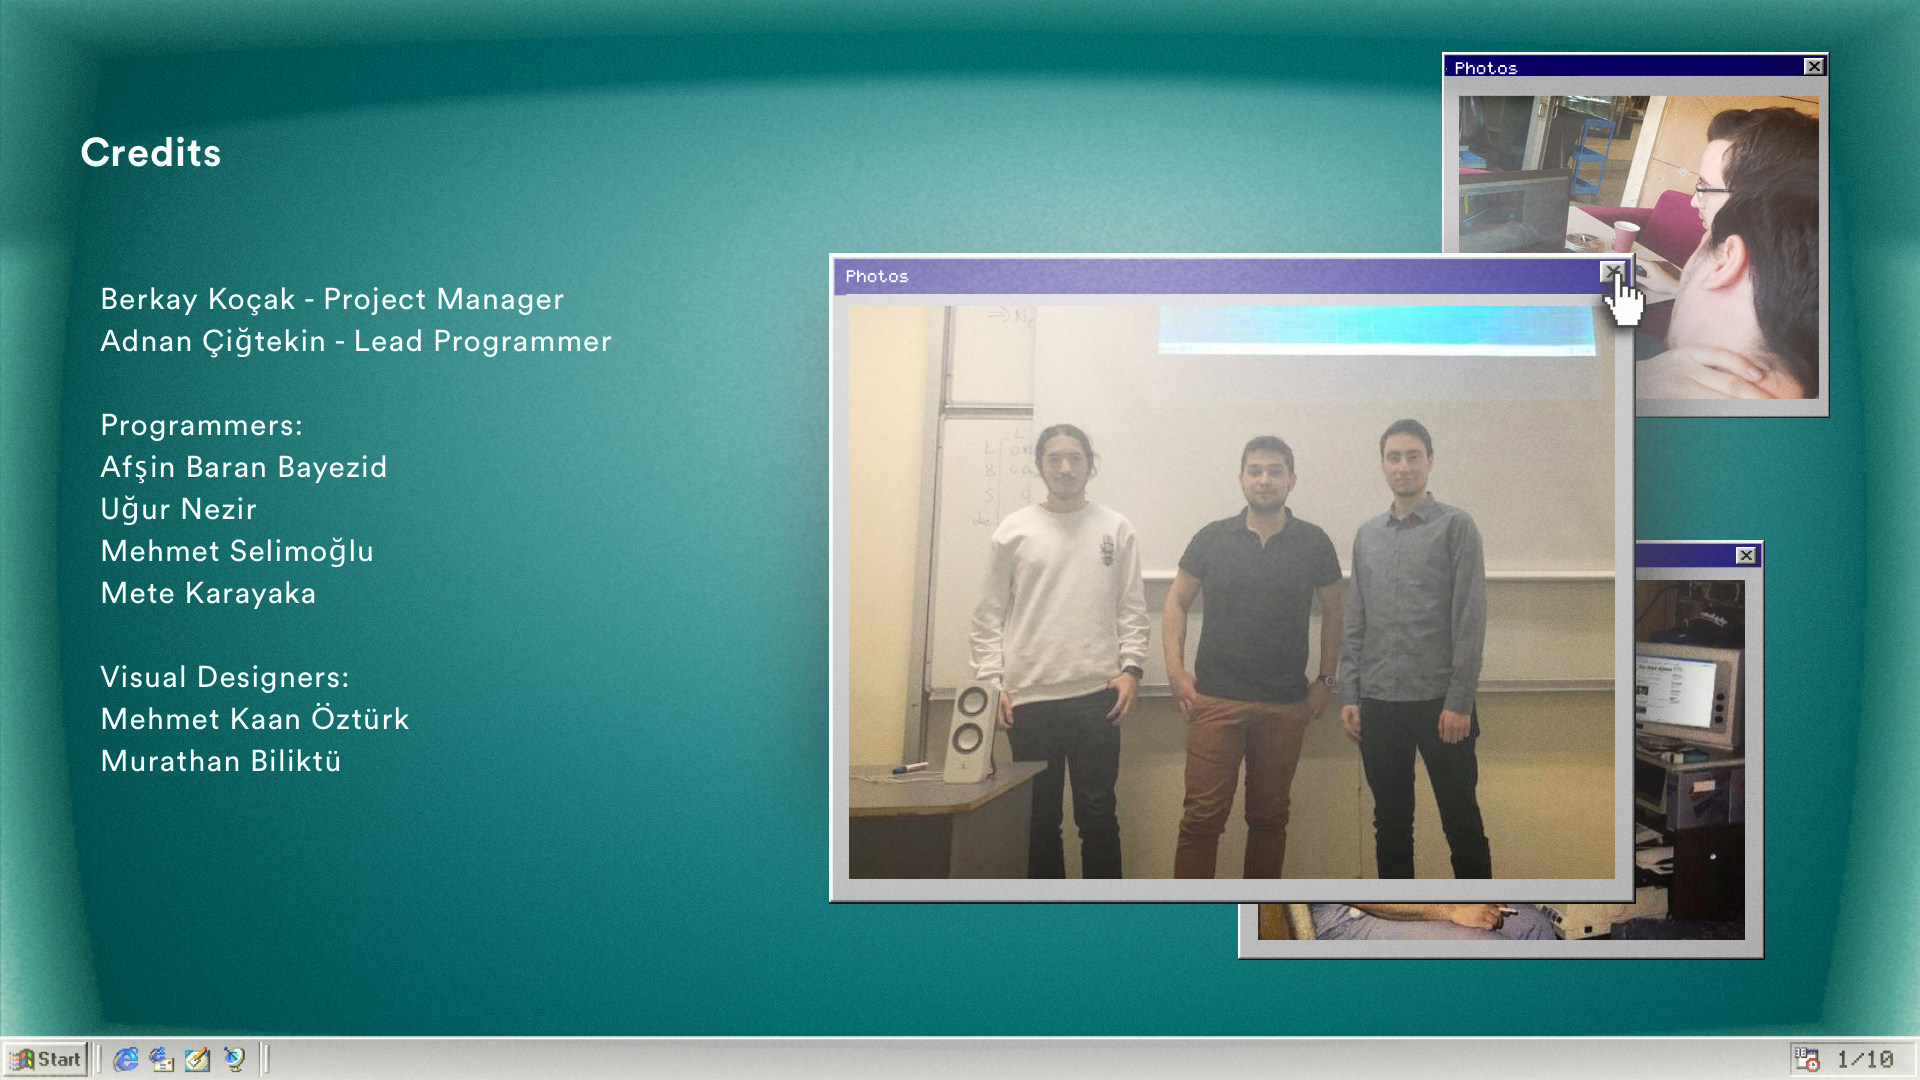 Credits
Berkay Koçak - Project Manager
Adnan Çiğtekin - Lead Programmer
Programmers:
Afşin Baran Bayezid
Uğur Nezir
Mehmet Selimoğlu
Mete Karayaka
Visual Designers:
Mehmet Kaan Öztürk
Murathan Biliktü
Photos
Photos
Start
1/10